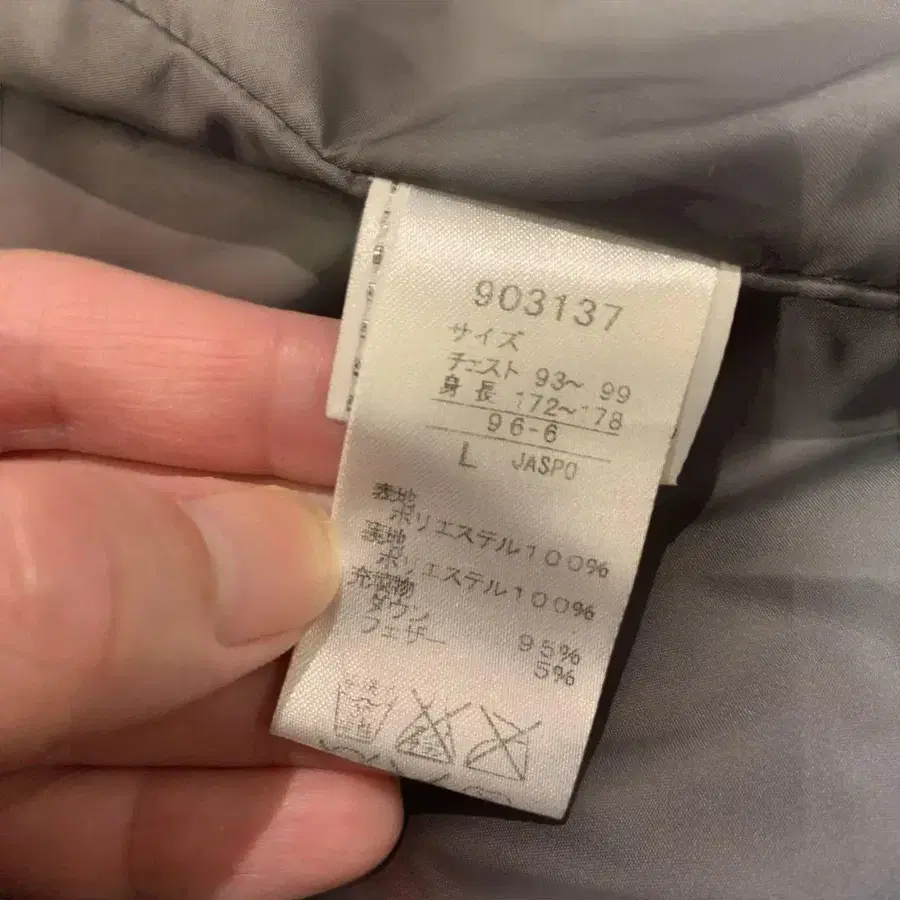 903137
サイズ
チェスト 93~99
身長 172~178
96-6
L JASPO
表地
ポリエステル100%
裏地
ポリエステル100%
充填物
ダウン 95%
フェザー 5%